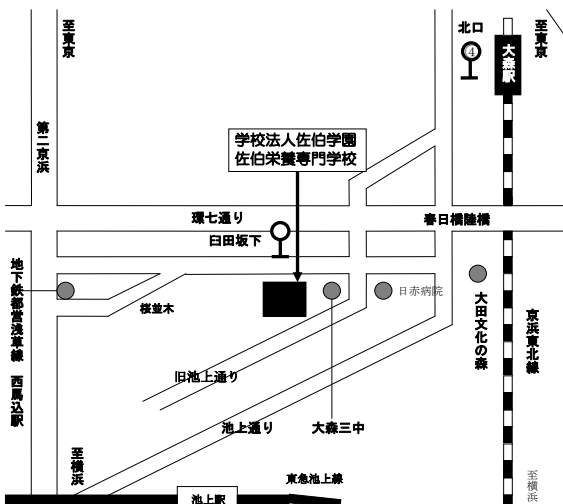 至東京
北口
④
大森駅
至東京
第二京浜
学校法人佐伯学園
佐伯栄養専門学校
環七通り
春日橋陸橋
臼田坂下
地下鉄都営浅草線 西馬込駅
桜並木
日赤病院
大田文化の森
京浜東北線
旧池上通り
池上通り
大森三中
至横浜
東急池上線
池上駅
至横浜